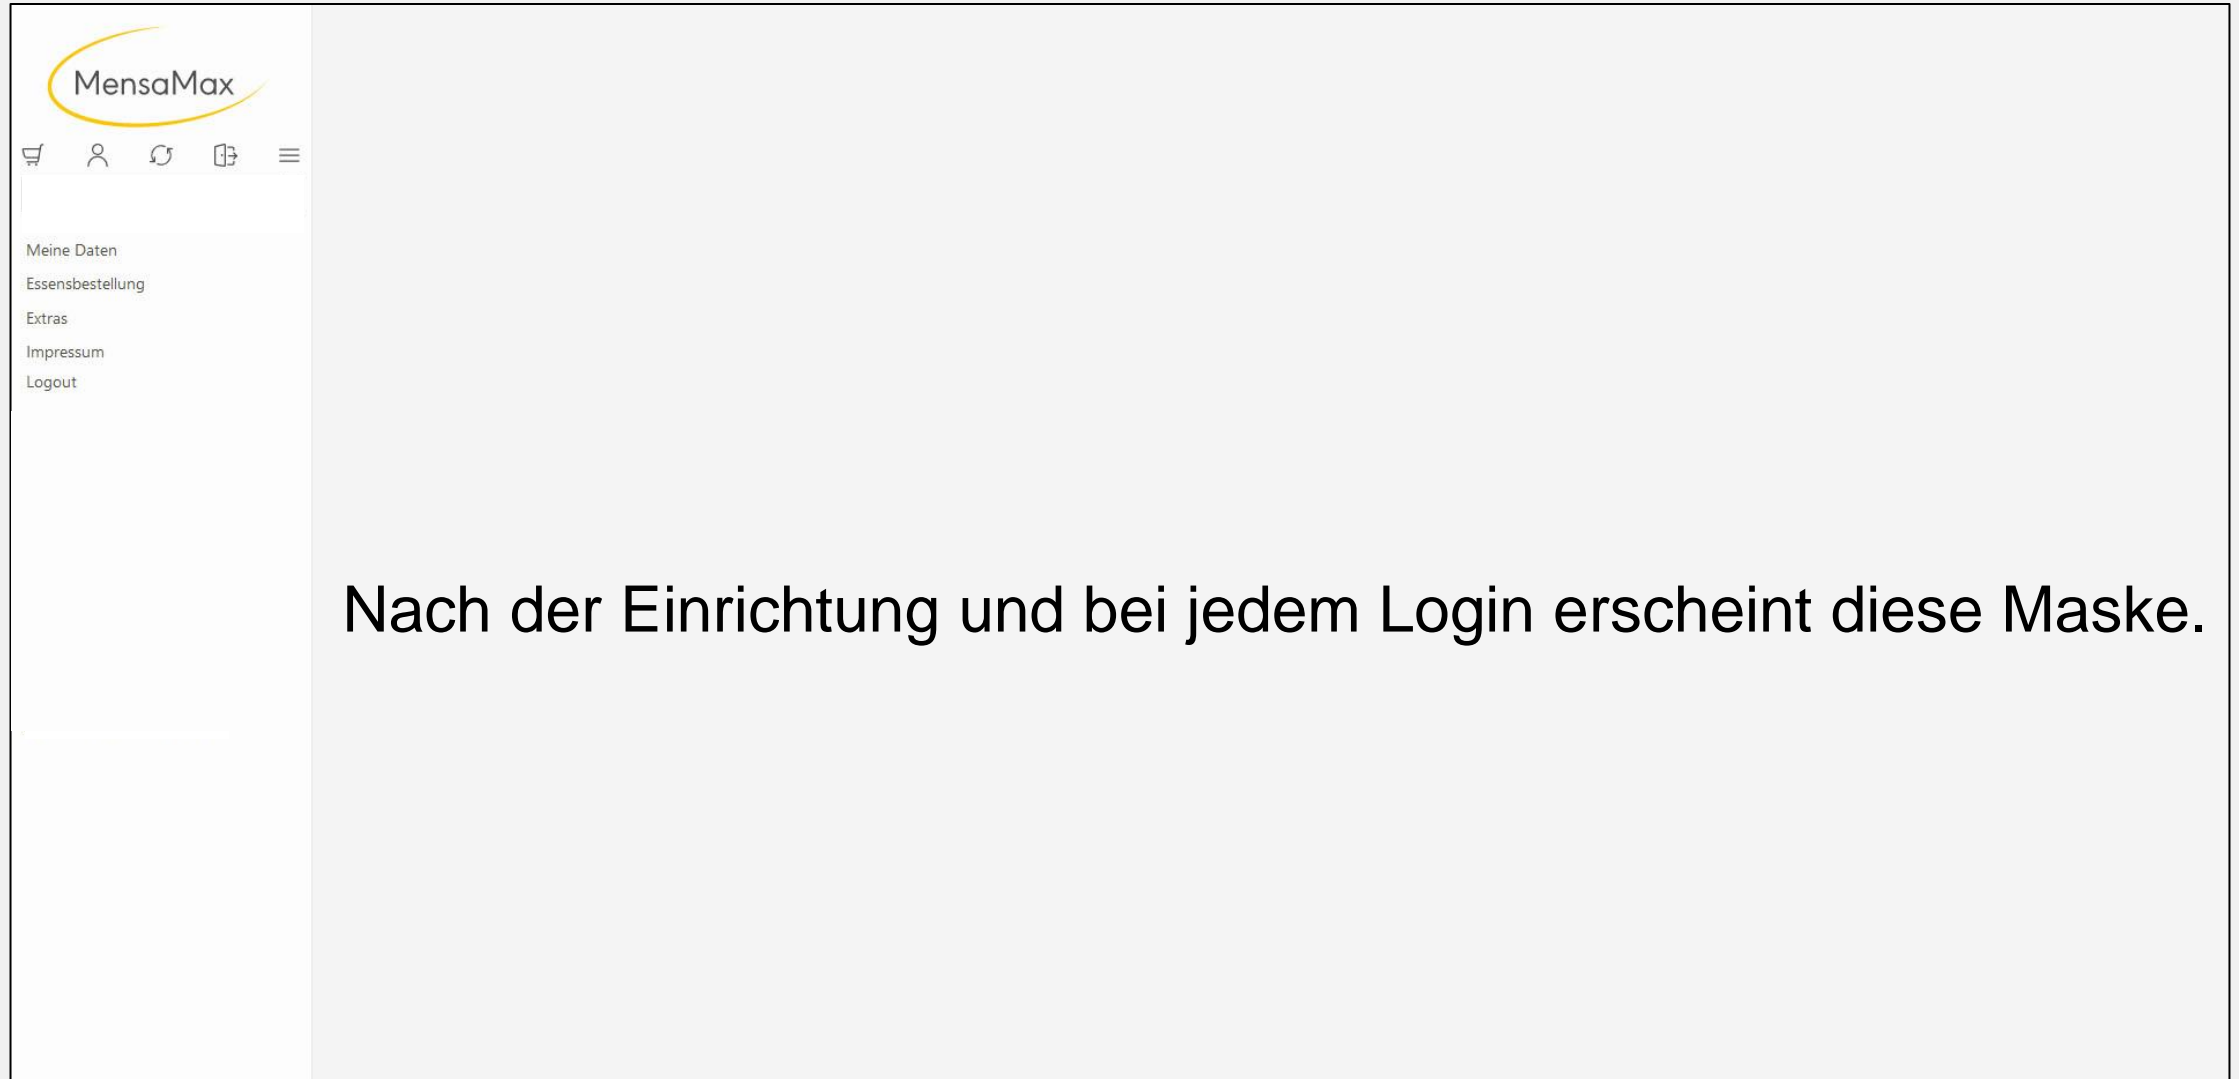 MensaMax
Meine Daten
Essensbestellung
Extras
Impressum
Logout
Nach der Einrichtung und bei jedem Login erscheint diese Maske.